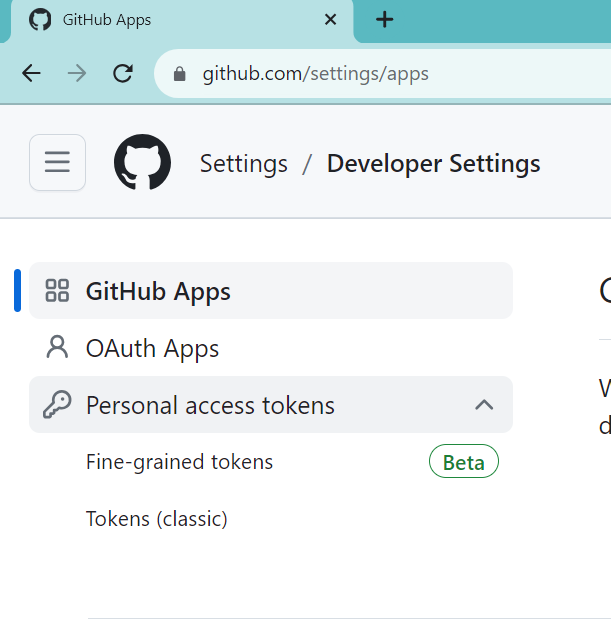 GitHub Apps
github.com/settings/apps
Settings / Developer Settings
GitHub Apps
OAuth Apps
Personal access tokens
Fine-grained tokens Beta
Tokens (classic)